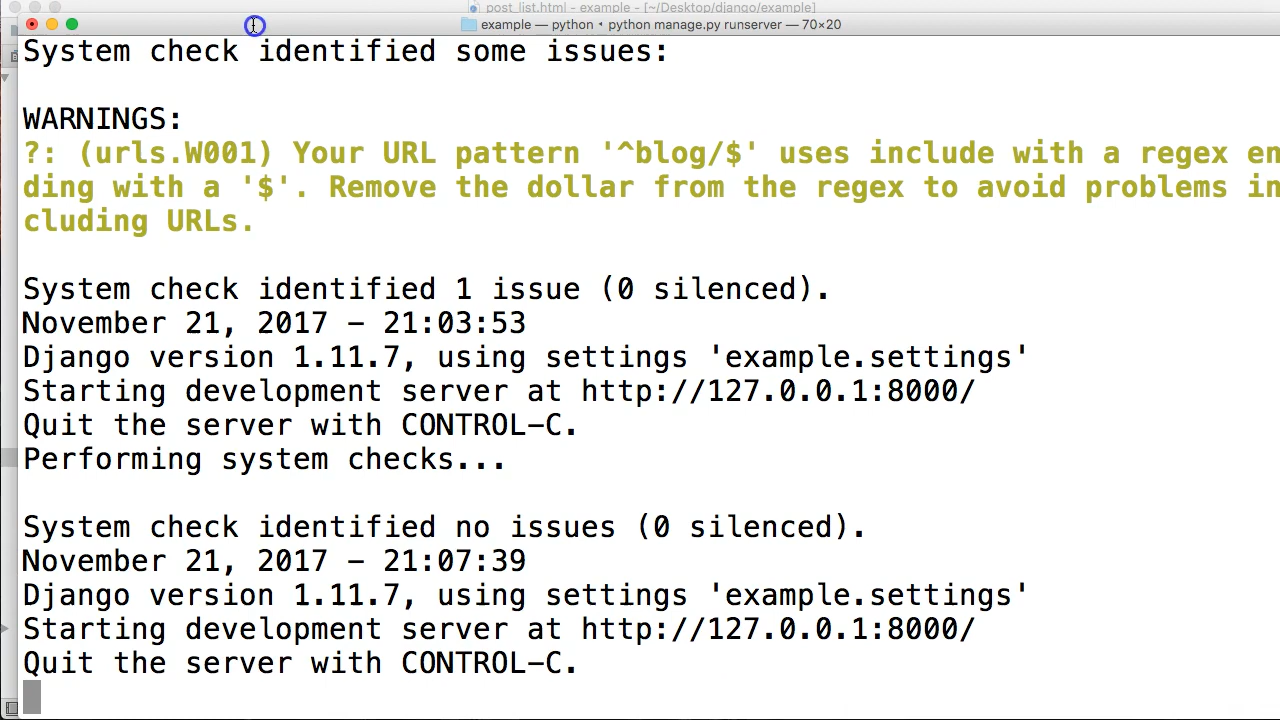 post_list.html - example - [~/Desktop/django/example]
example — python • python manage.py runserver — 70×20
System check identified some issues:
WARNINGS:
?: (urls.W001) Your URL pattern '^blog/$' uses include with a regex en
ding with a '$'. Remove the dollar from the regex to avoid problems in
cluding URLs.
System check identified 1 issue (0 silenced).
November 21, 2017 - 21:03:53
Django version 1.11.7, using settings 'example.settings'
Starting development server at http://127.0.0.1:8000/
Quit the server with CONTROL-C.
Performing system checks...
System check identified no issues (0 silenced).
November 21, 2017 - 21:07:39
Django version 1.11.7, using settings 'example.settings'
Starting development server at http://127.0.0.1:8000/
Quit the server with CONTROL-C.